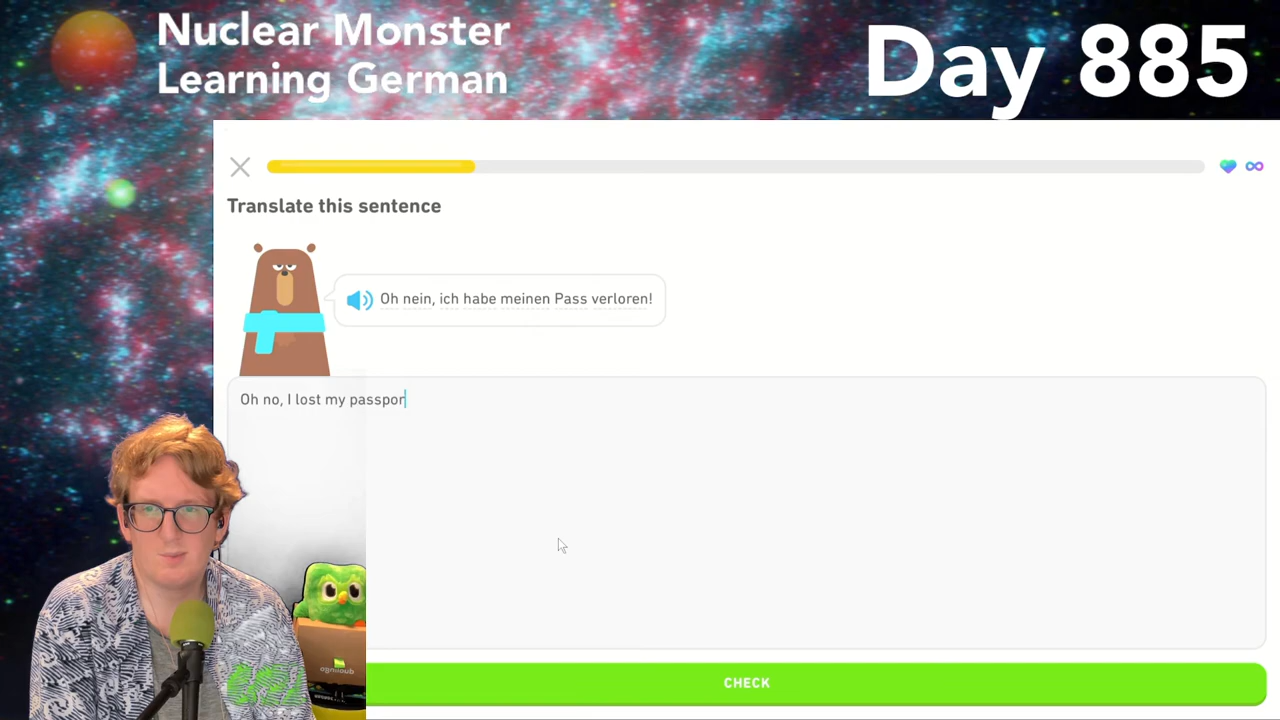 Nuclear Monster
Learning German
Day 885
Translate this sentence
Oh nein, ich habe meinen Pass verloren!
Oh no, I lost my passpor
CHECK